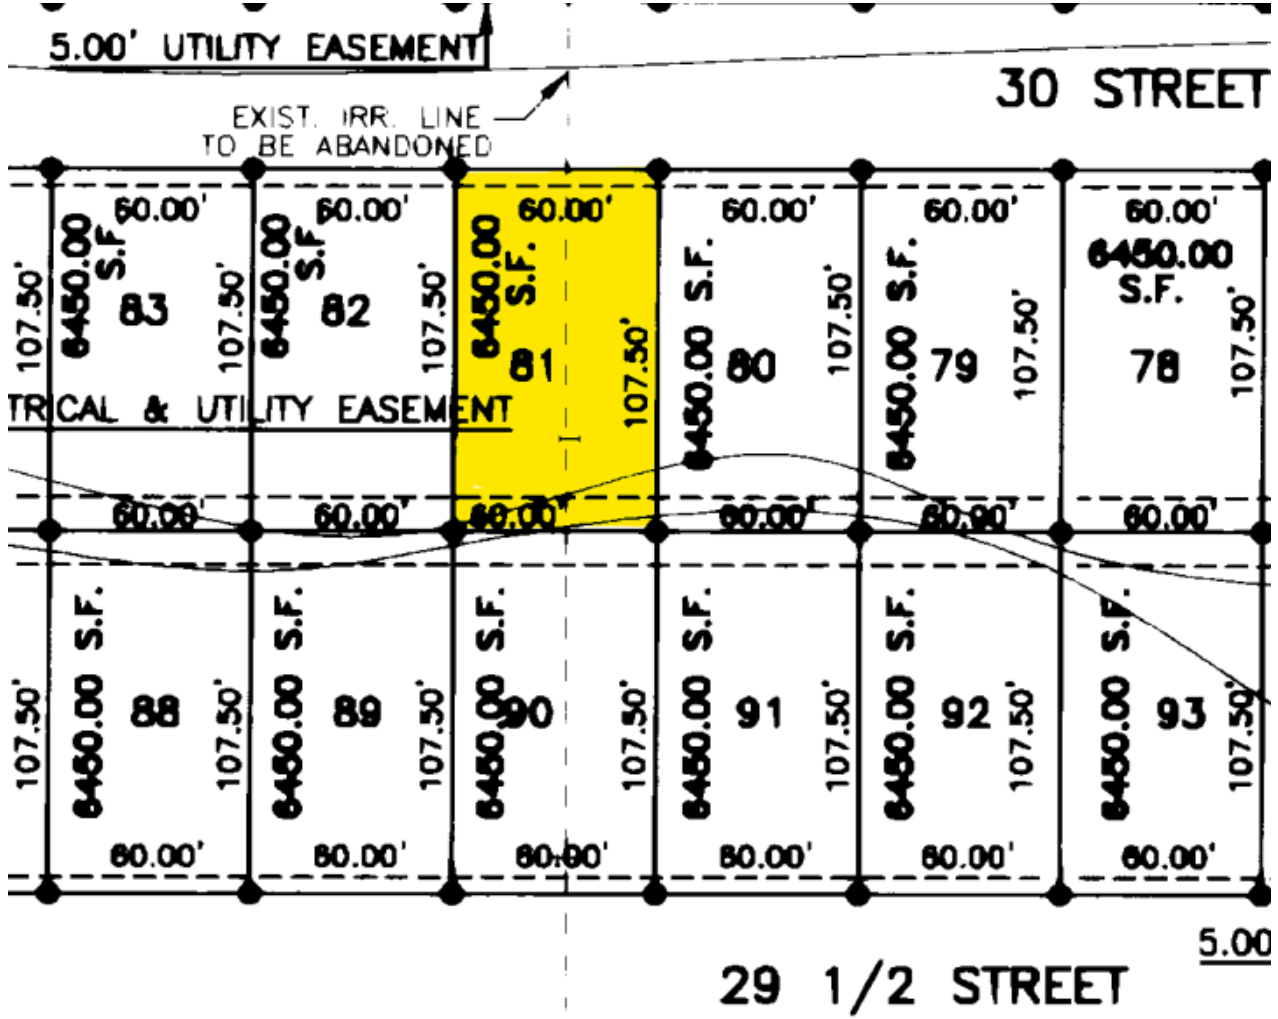 5.00' UTILITY EASEMENT
30 STREET
EXIST. IRR. LINE
TO BE ABANDONED
60.00' 60.00' 60.00' 60.00' 60.00' 60.00'
6450.00 S.F. 6450.00 S.F. 6450.00 S.F. 6450.00 S.F. 6450.00 S.F. 6450.00
S.F.
107.50' 83 107.50' 82 107.50' 81 107.50' 80 107.50' 79 107.50' 78 107.50'
TRICAL & UTILITY EASEMENT
60.00' 60.00' 60.00' 60.00' 60.00' 60.00'
6450.00 S.F. 6450.00 S.F. 6450.00 S.F. 6450.00 S.F. 6450.00 S.F. 6450.00 S.F.
107.50' 88 107.50' 89 107.50' 90 107.50' 91 107.50' 92 107.50' 93 107.50'
60.00' 60.00' 60.00' 60.00' 60.00' 60.00'
5.00
29 1/2 STREET